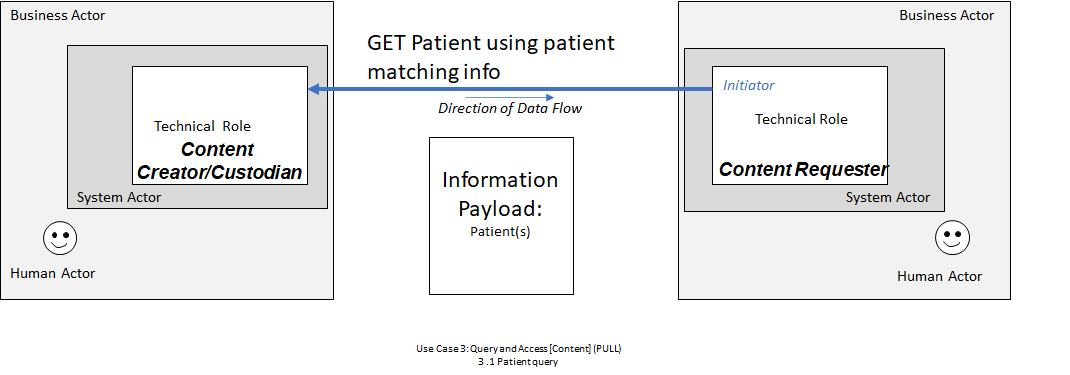 Business Actor
Technical Role
Content
Creator/Custodian
System Actor
Human Actor
GET Patient using patient
matching info
Direction of Data Flow
Information
Payload:
Patient(s)
Business Actor
Initiator
Technical Role
Content Requester
System Actor
Human Actor
Use Case 3: Query and Access [Content] (PULL)
3 .1 Patient query